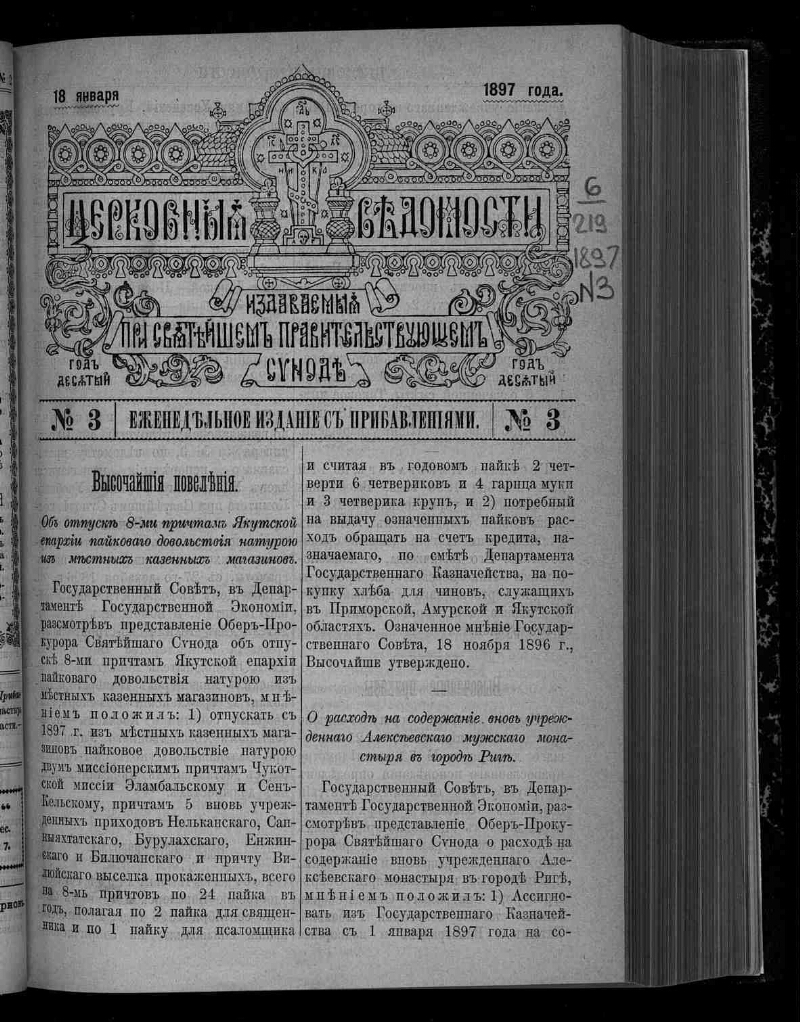 18 января
1897 года.
ЦЕРКОВНЫЯ ВѢДОМОСТИ
6
219
1897
N3
ИЗДАВАЕМЫЯ
ПРИ СВЯТѢЙШЕМЪ ПРАВИТЕЛЬСТВУЮЩЕМЪ
СѴНОДѢ
ГОДЪ
ДЕСЯТЫЙ
ГОДЪ
ДЕСЯТЫЙ
№ 3 ЕЖЕНЕДѢЛЬНОЕ ИЗДАНІЕ СЪ ПРИБАВЛЕНІЯМИ. № 3
Высочайшія повелѣнія.
Объ отпускѣ 8-ми причтамъ Якутской
епархіи пайковаго довольствія натурою
изъ мѣстныхъ казенныхъ магазиновъ.
Государственный Совѣтъ, въ Депар-
таментѣ Государственной Экономіи,
разсмотрѣвъ представленіе Оберъ-Про-
курора Святѣйшаго Сѵнода объ отпу-
скѣ 8-ми причтамъ Якутской епархіи
пайковаго довольствія натурою изъ
мѣстныхъ казенныхъ магазиновъ, мнѣ-
ніемъ положилъ: 1) отпускать съ
1897 г. изъ мѣстныхъ казенныхъ мага-
зиновъ пайковое довольствіе натурою
двумъ миссіонерскимъ причтамъ Чукот-
ской миссіи Эламбальскому и Сенъ-
Кельскому, причтамъ 5 вновь учреж-
денныхъ приходовъ Нельканскаго, Сап-
ныяхтатскаго, Бурулахскаго, Енжин-
скаго и Билючанскаго и причту Ви-
люйскаго выселка прокаженныхъ, всего
на 8-мь причтовъ по 24 пайка въ
годъ, полагая по 2 пайка для священ-
ника и по 1 пайку для псаломщика
и считая въ годовомъ пайкѣ 2 чет-
верти 6 четвериковъ и 4 гарнца муки
и 3 четверика крупъ, и 2) потребный
на выдачу означенныхъ пайковъ рас-
ходъ обращать на счетъ кредита, на-
значаемаго, по смѣтѣ Департамента
Государственнаго Казначейства, на по-
купку хлѣба для чиновъ, служащихъ
въ Приморской, Амурской и Якутской
областяхъ. Означенное мнѣніе Государ-
ственнаго Совѣта, 18 ноября 1896 г.,
Высочайше утверждено.
О расходѣ на содержаніе вновь учреж-
деннаго Алексѣевскаго мужскаго мона-
стыря въ городѣ Ригѣ.
Государственный Совѣтъ, въ Депар-
таментѣ Государственной Экономіи, раз-
смотрѣвъ представленіе Оберъ-Проку-
рора Святѣйшаго Сѵнода о расходѣ на
содержаніе вновь учрежденнаго Але-
ксѣевскаго монастыря въ городѣ Ригѣ,
мнѣніемъ положилъ: 1) Ассигно-
вать изъ Государственнаго Казначей-
ства съ 1 января 1897 года на со-